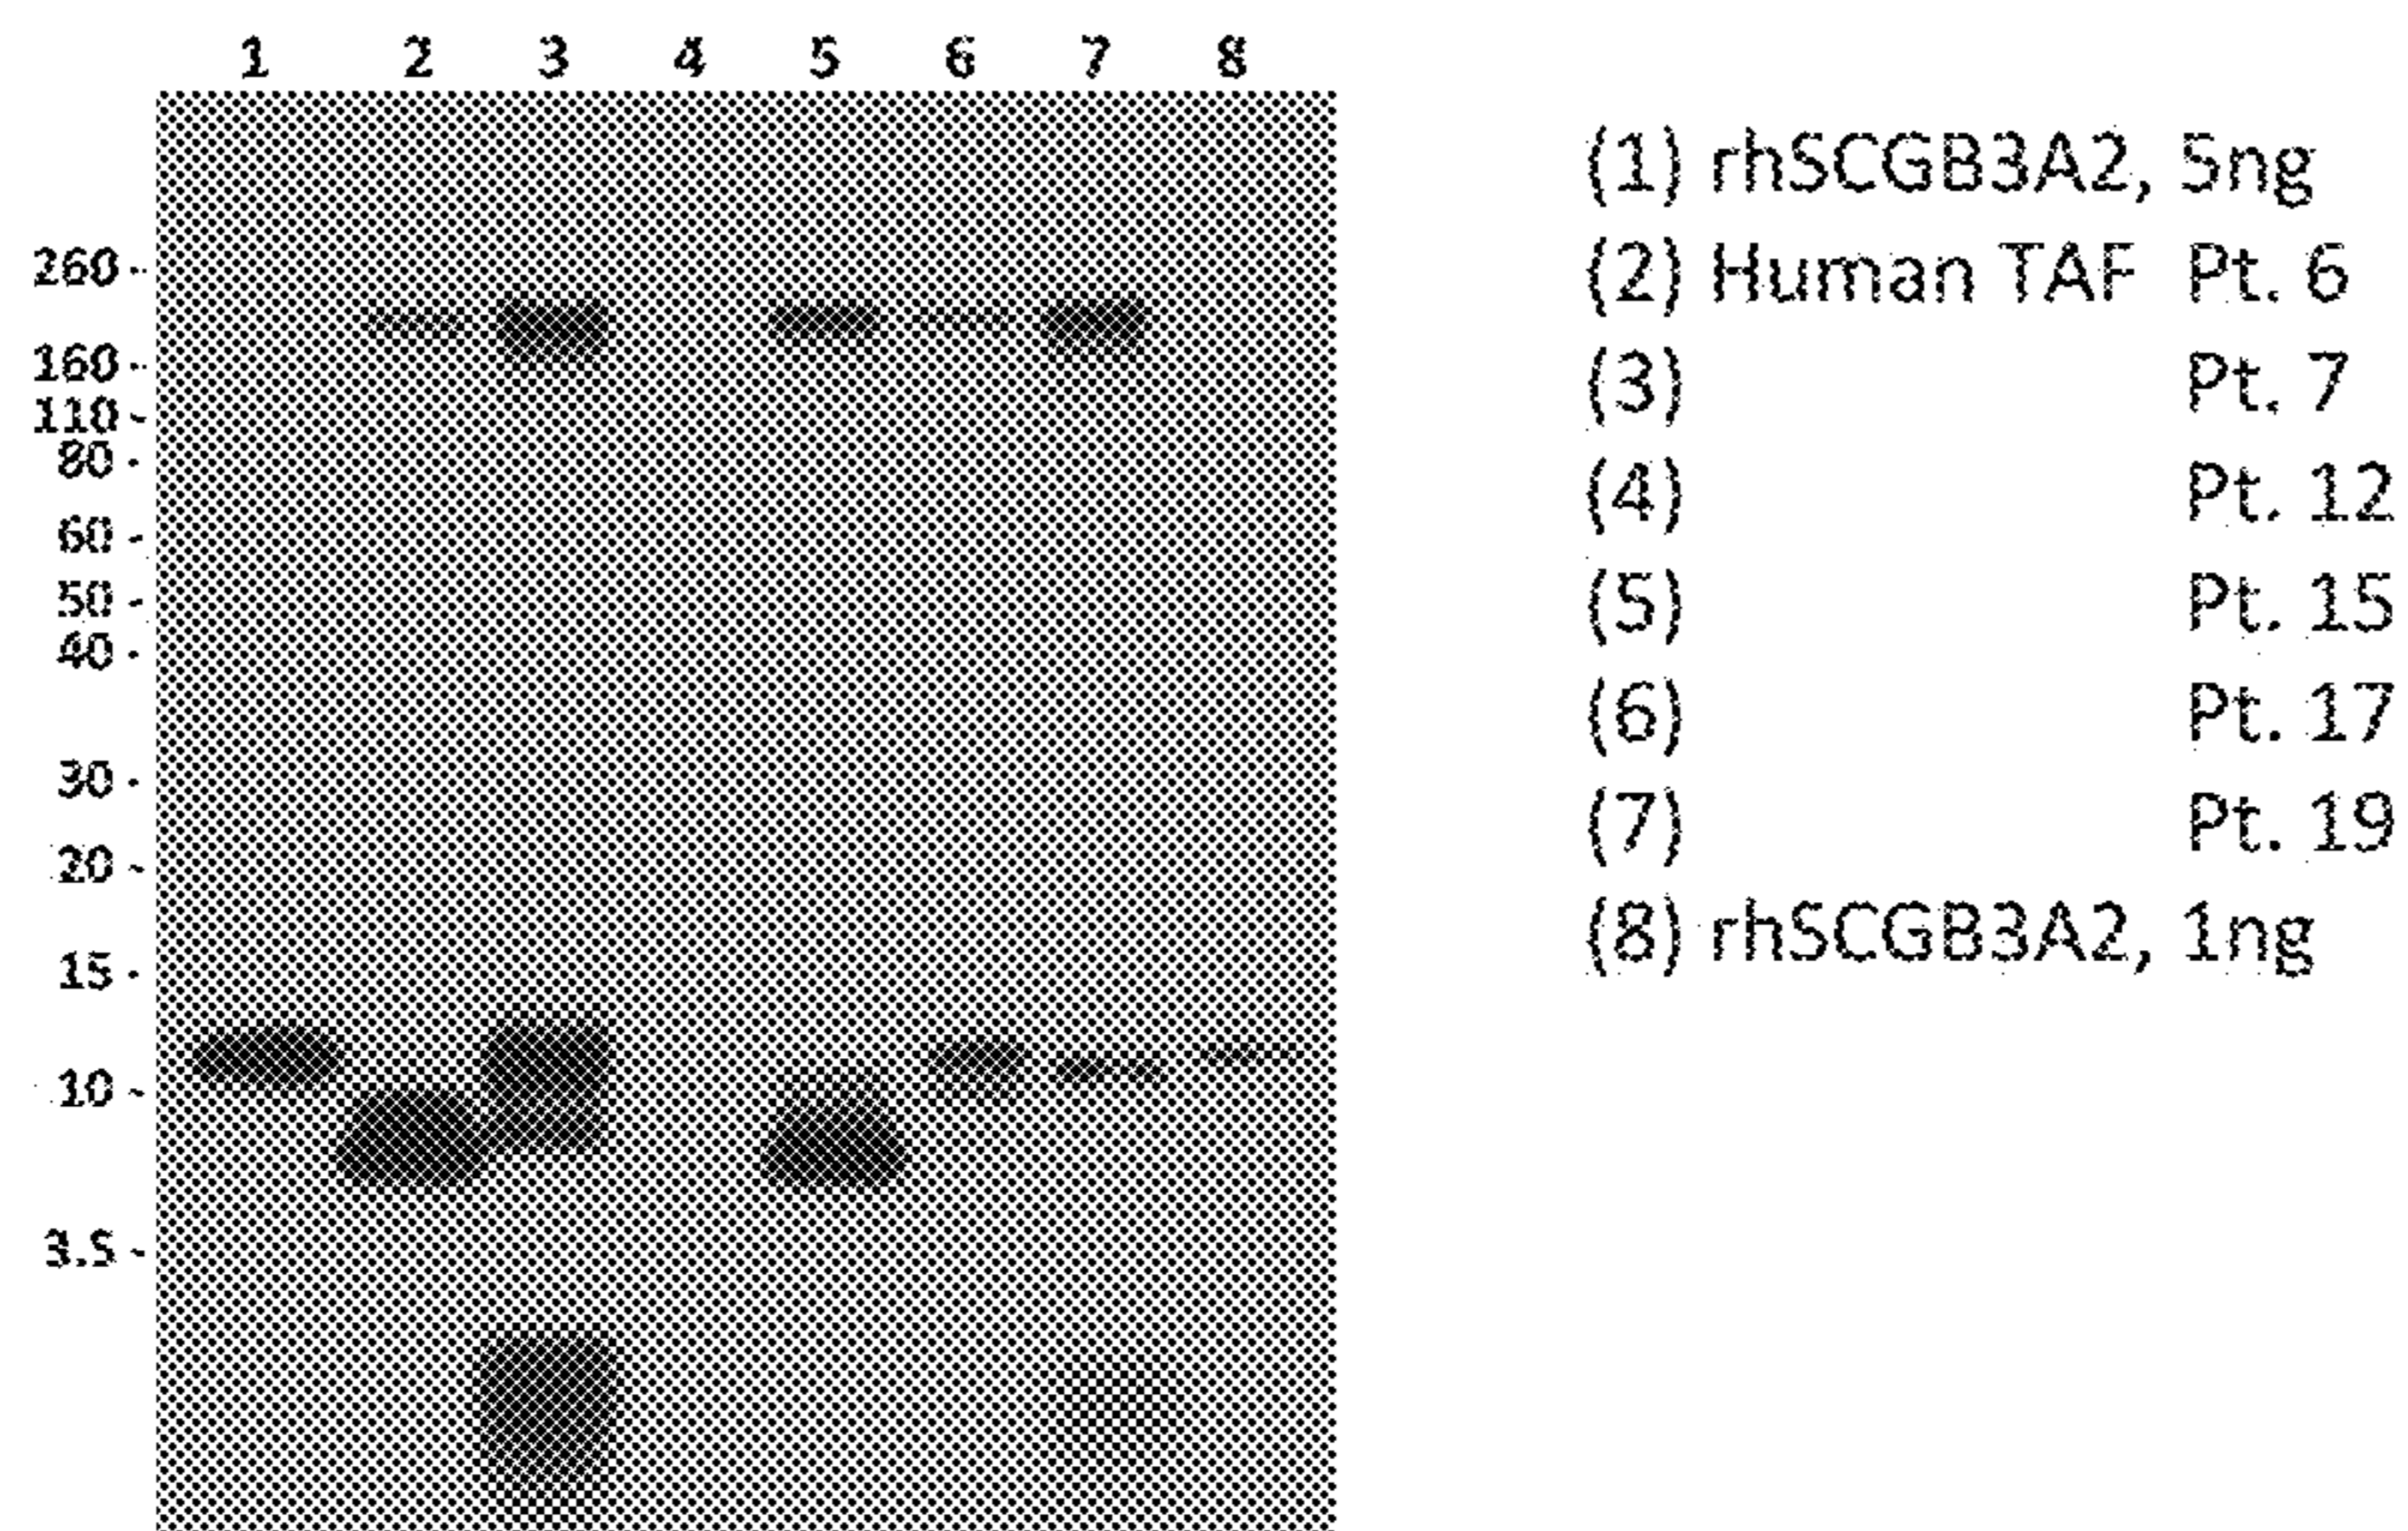 1 2 3 4 5 6 7 8
260
160
110
80
60
50
40
30
20
15
10
3.5
(1) rhSCGB3A2, 5ng
(2) Human TAF Pt. 6
(3) Pt. 7
(4) Pt. 12
(5) Pt. 15
(6) Pt. 17
(7) Pt. 19
(8) rhSCGB3A2, 1ng